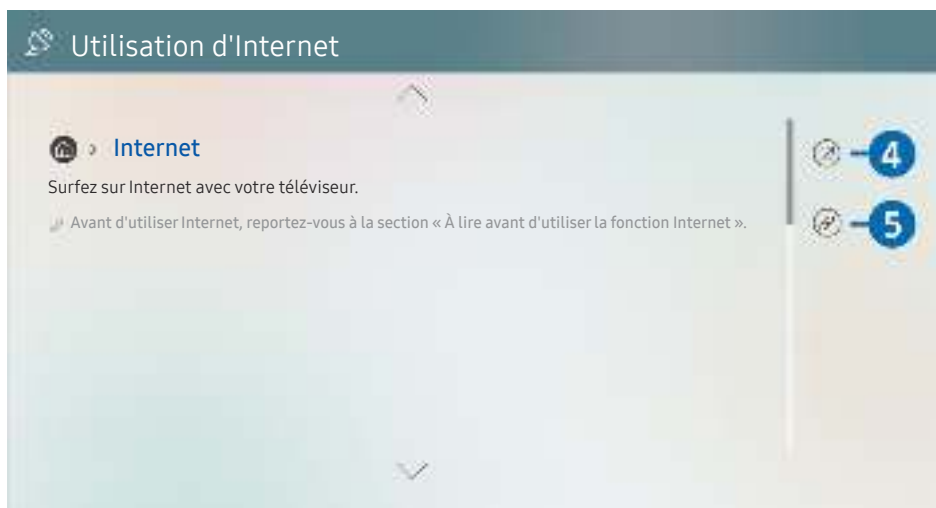 Utilisation d'Internet
Internet
Surfez sur Internet avec votre téléviseur.
Avant d'utiliser Internet, reportez-vous à la section « À lire avant d'utiliser la fonction Internet ».
4
5